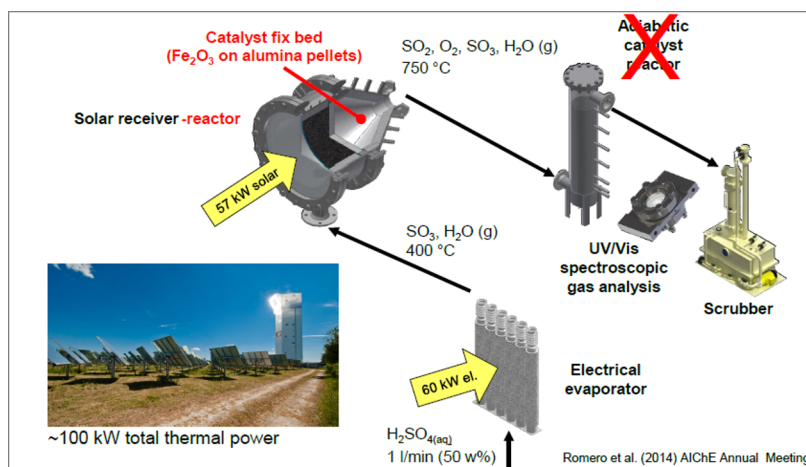 Catalyst fix bed
(Fe₂O₃ on alumina pellets)
SO₂, O₂, SO₃, H₂O (g)
750 °C
Adiabatic
catalyst
reactor
Solar receiver -reactor
57 kW solar
SO₃, H₂O (g)
400 °C
UV/Vis
spectroscopic
gas analysis
Scrubber
60 kW el.
Electrical
evaporator
~100 kW total thermal power
H₂SO₄(aq)
1 l/min (50 w%)
Romero et al. (2014) AIChE Annual Meeting